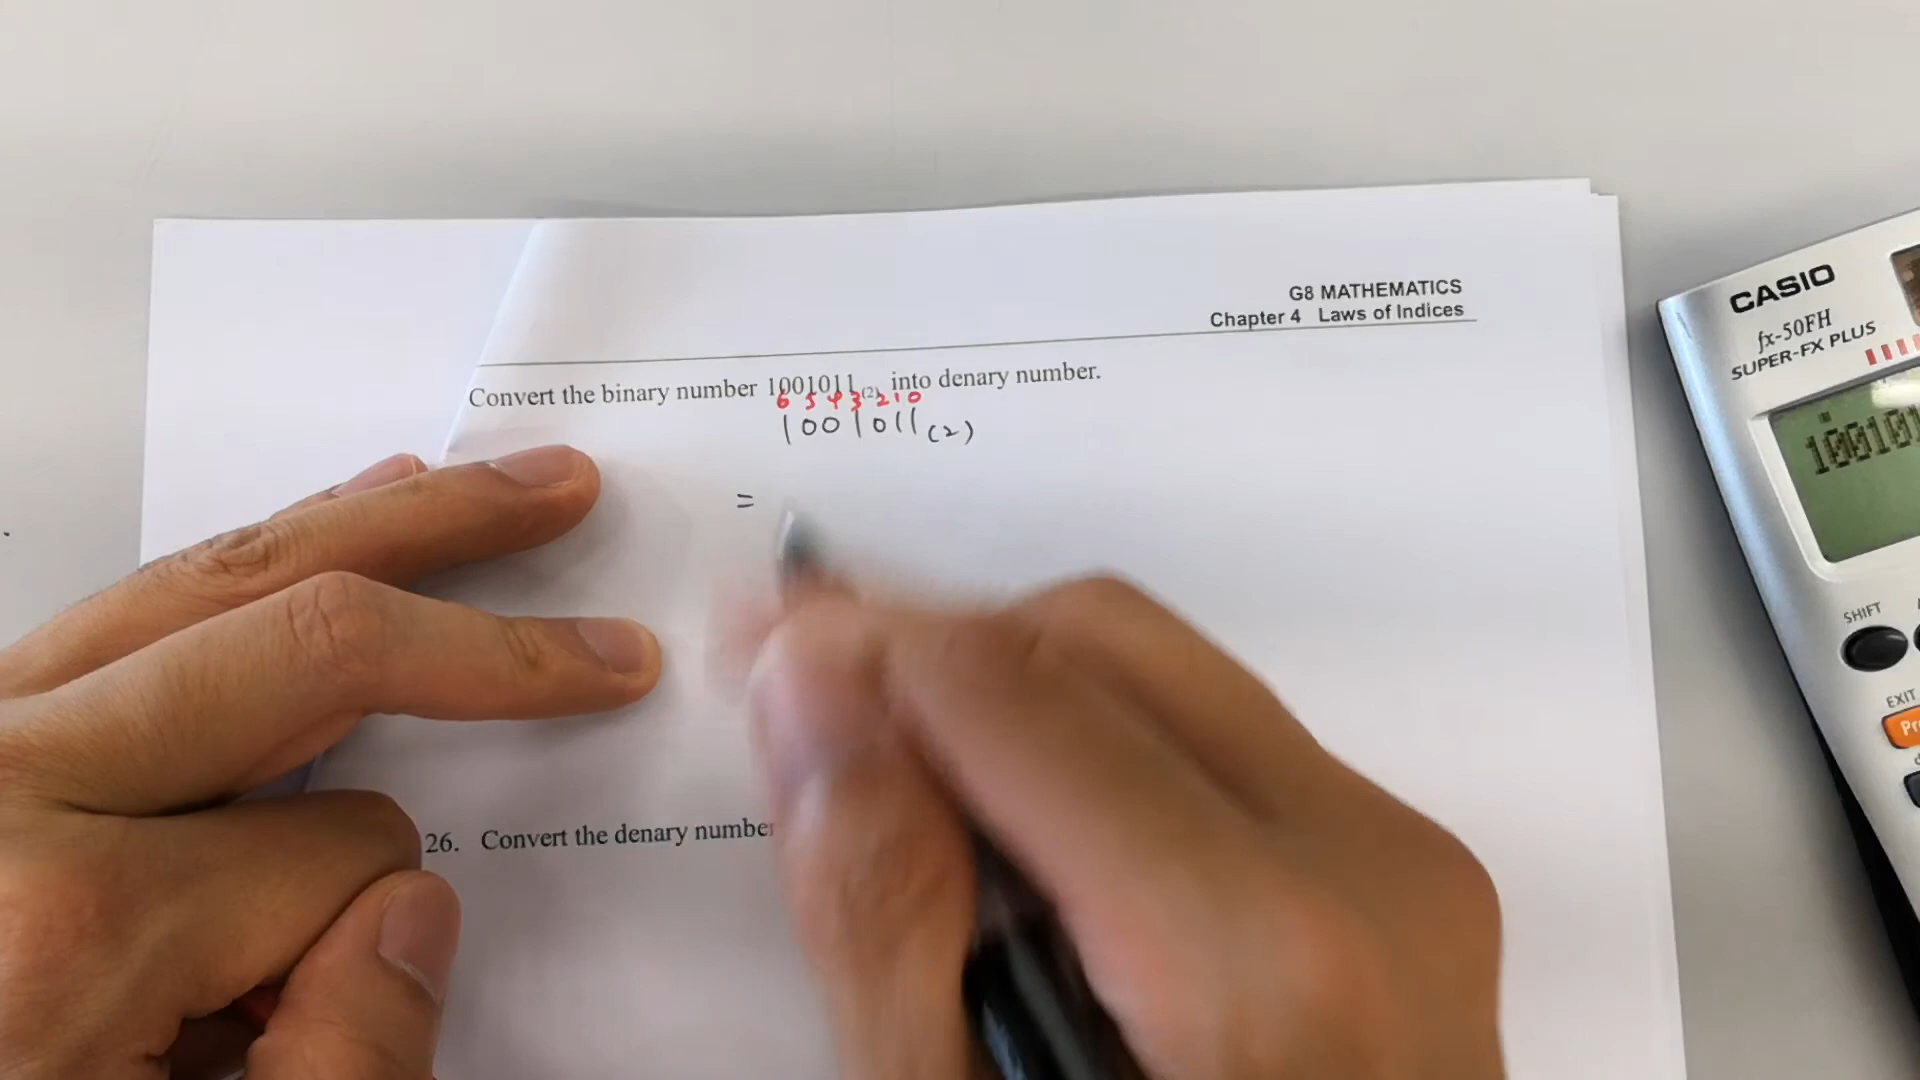 G8 MATHEMATICS
Chapter 4 Laws of Indices
Convert the binary number 1001011(2) into denary number.
6 5 4 3 2 1 0
1001011(2)
=
26. Convert the denary number
CASIO
fx-50FH
SUPER-FX PLUS
100101
SHIFT
EXIT